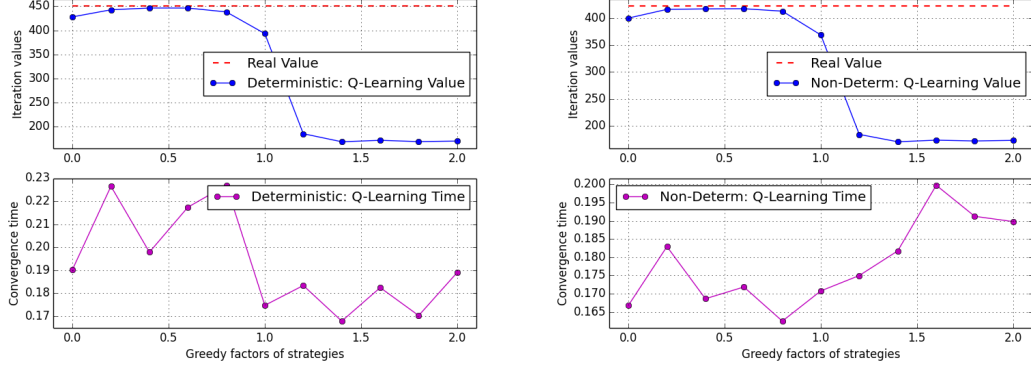 450
400
350
300
250
200
Iteration values
Real Value
Deterministic: Q-Learning Value
0.0 0.5 1.0 1.5 2.0
0.23
0.22
0.21
0.20
0.19
0.18
0.17
Convergence time
Deterministic: Q-Learning Time
0.0 0.5 1.0 1.5 2.0
Greedy factors of strategies
400
350
300
250
200
Iteration values
Real Value
Non-Determ: Q-Learning Value
0.0 0.5 1.0 1.5 2.0
0.200
0.195
0.190
0.185
0.180
0.175
0.170
0.165
Convergence time
Non-Determ: Q-Learning Time
0.0 0.5 1.0 1.5 2.0
Greedy factors of strategies